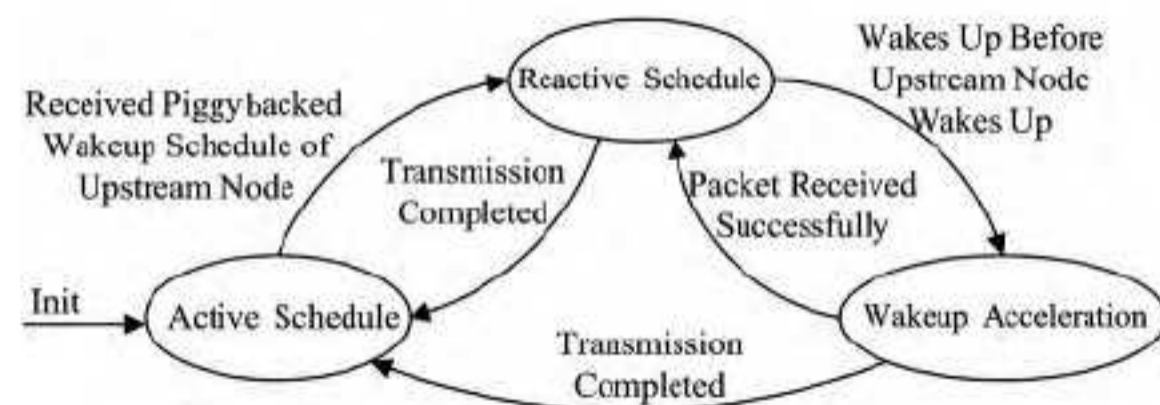 Reactive Schedule
Wakes Up Before
Upstream Node
Wakes Up
Received Piggybacked
Wakeup Schedule of
Upstream Node
Transmission
Completed
Packet Received
Successfully
Init
Active Schedule
Wakeup Acceleration
Transmission
Completed